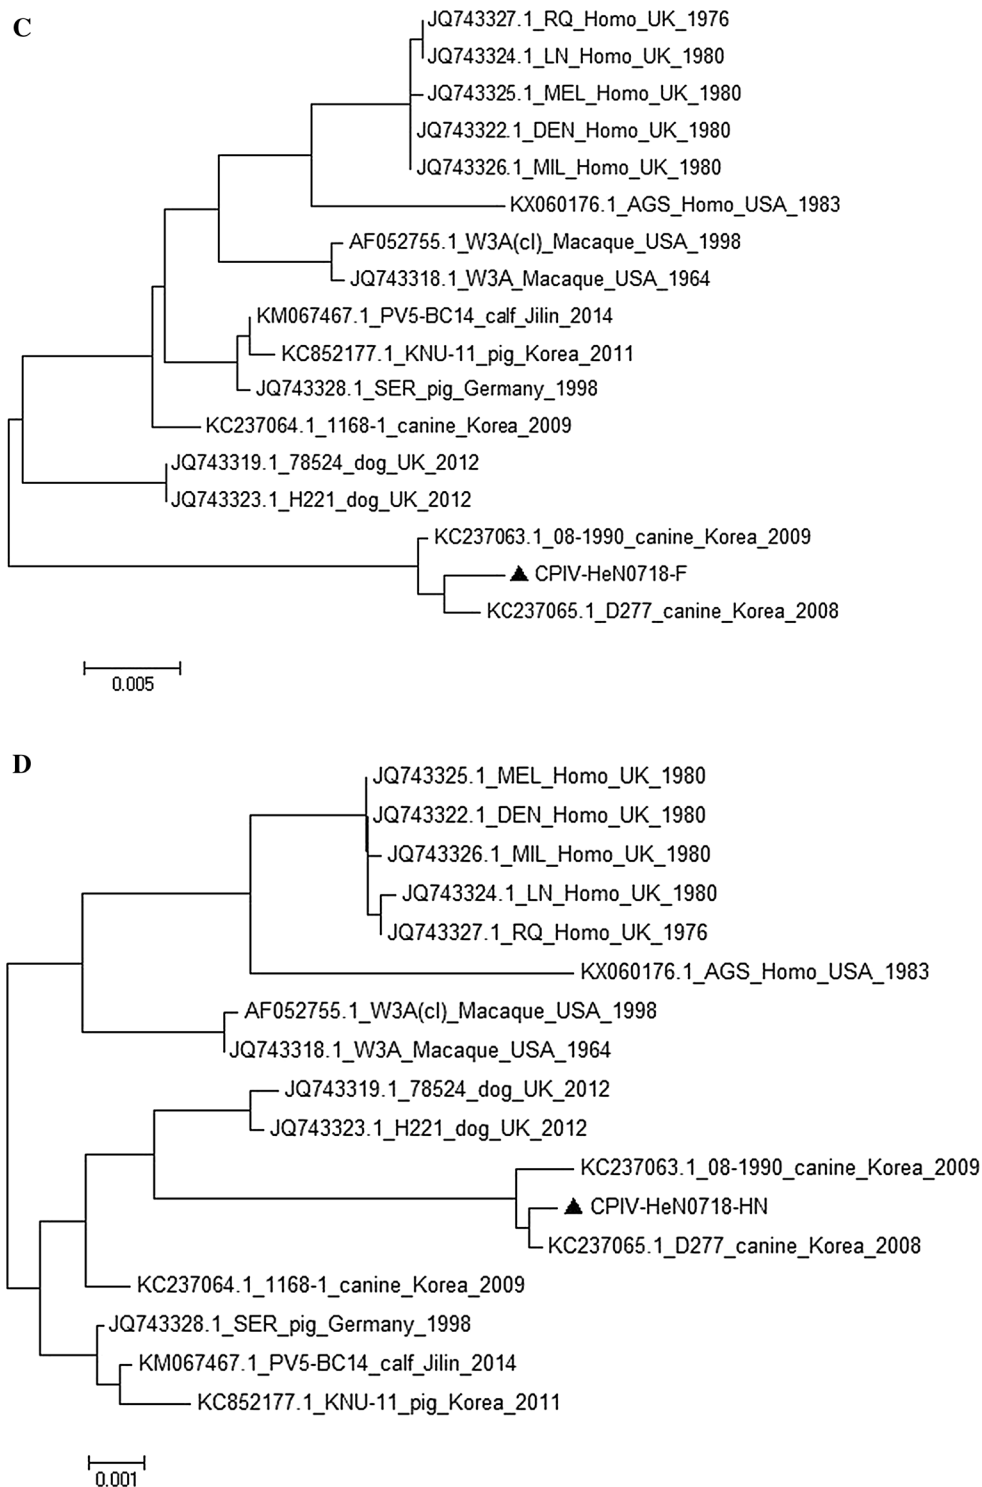 C
JQ743327.1_RQ_Homo_UK_1976
JQ743324.1_LN_Homo_UK_1980
JQ743325.1_MEL_Homo_UK_1980
JQ743322.1_DEN_Homo_UK_1980
JQ743326.1_MIL_Homo_UK_1980
KX060176.1_AGS_Homo_USA_1983
AF052755.1_W3A(cl)_Macaque_USA_1998
JQ743318.1_W3A_Macaque_USA_1964
KM067467.1_PV5-BC14_calf_Jilin_2014
KC852177.1_KNU-11_pig_Korea_2011
JQ743328.1_SER_pig_Germany_1998
KC237064.1_1168-1_canine_Korea_2009
JQ743319.1_78524_dog_UK_2012
JQ743323.1_H221_dog_UK_2012
KC237063.1_08-1990_canine_Korea_2009
CPIV-HeN0718-F
KC237065.1_D277_canine_Korea_2008
0.005
D
JQ743325.1_MEL_Homo_UK_1980
JQ743322.1_DEN_Homo_UK_1980
JQ743326.1_MIL_Homo_UK_1980
JQ743324.1_LN_Homo_UK_1980
JQ743327.1_RQ_Homo_UK_1976
KX060176.1_AGS_Homo_USA_1983
AF052755.1_W3A(cl)_Macaque_USA_1998
JQ743318.1_W3A_Macaque_USA_1964
JQ743319.1_78524_dog_UK_2012
JQ743323.1_H221_dog_UK_2012
KC237063.1_08-1990_canine_Korea_2009
CPIV-HeN0718-HN
KC237065.1_D277_canine_Korea_2008
KC237064.1_1168-1_canine_Korea_2009
JQ743328.1_SER_pig_Germany_1998
KM067467.1_PV5-BC14_calf_Jilin_2014
KC852177.1_KNU-11_pig_Korea_2011
0.001